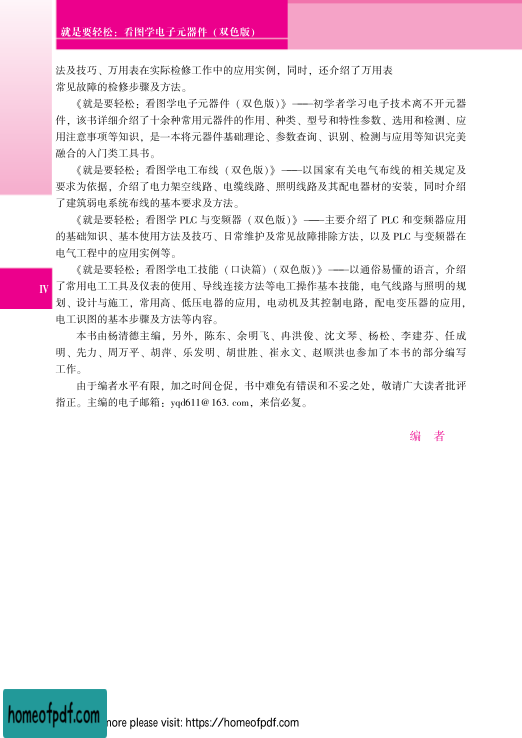 就是要轻松：看图学电子元器件（双色版）
法及技巧、万用表在实际检修工作中的应用实例，同时，还介绍了万用表
常见故障的检修步骤及方法。
《就是要轻松：看图学电子元器件（双色版）》——初学者学习电子技术离不开元器
件，该书详细介绍了十余种常用元器件的作用、种类、型号和特性参数、选用和检测、应
用注意事项等知识，是一本将元器件基础理论、参数查询、识别、检测与应用等知识完美
融合的入门类工具书。
《就是要轻松：看图学电工布线（双色版）》——以国家有关电气布线的相关规定及
要求为依据，介绍了电力架空线路、电缆线路、照明线路及其配电器材的安装，同时介绍
了建筑弱电系统布线的基本要求及方法。
《就是要轻松：看图学 PLC 与变频器（双色版）》——主要介绍了 PLC 和变频器应用
的基础知识、基本使用方法及技巧、日常维护及常见故障排除方法，以及 PLC 与变频器在
电气工程中的应用实例等。
《就是要轻松：看图学电工技能（口诀篇）（双色版）》——以通俗易懂的语言，介绍
IV
了常用电工工具及仪表的使用、导线连接方法等电工操作基本技能，电气线路与照明的规
划、设计与施工，常用高、低压电器的应用，电动机及其控制电路，配电变压器的应用，
电工识图的基本步骤及方法等内容。
本书由杨清德主编，另外，陈东、余明飞、冉洪俊、沈文琴、杨松、李建芬、任成
明、先力、周万平、胡萍、乐发明、胡世胜、崔永文、赵顺洪也参加了本书的部分编写
工作。
由于编者水平有限，加之时间仓促，书中难免有错误和不妥之处，敬请广大读者批评
指正。主编的电子邮箱：yqd611@163.com，来信必复。
编 者
homeofpdf.com
more please visit: https://homeofpdf.com